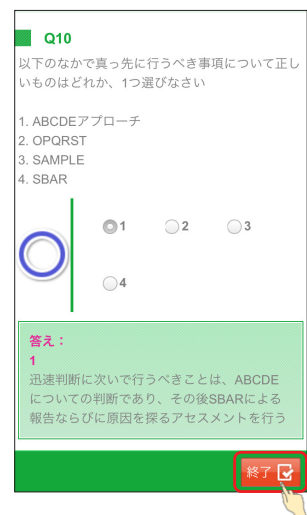 Q10
以下のなかで真っ先に行うべき事項について正し
いものはどれか、1つ選びなさい
1. ABCDEアプローチ
2. OPQRST
3. SAMPLE
4. SBAR
1 2 3
4
答え：
1
迅速判断に次いで行うべきことは、ABCDE
についての判断であり、その後SBARによる
報告ならびに原因を探るアセスメントを行う
終了